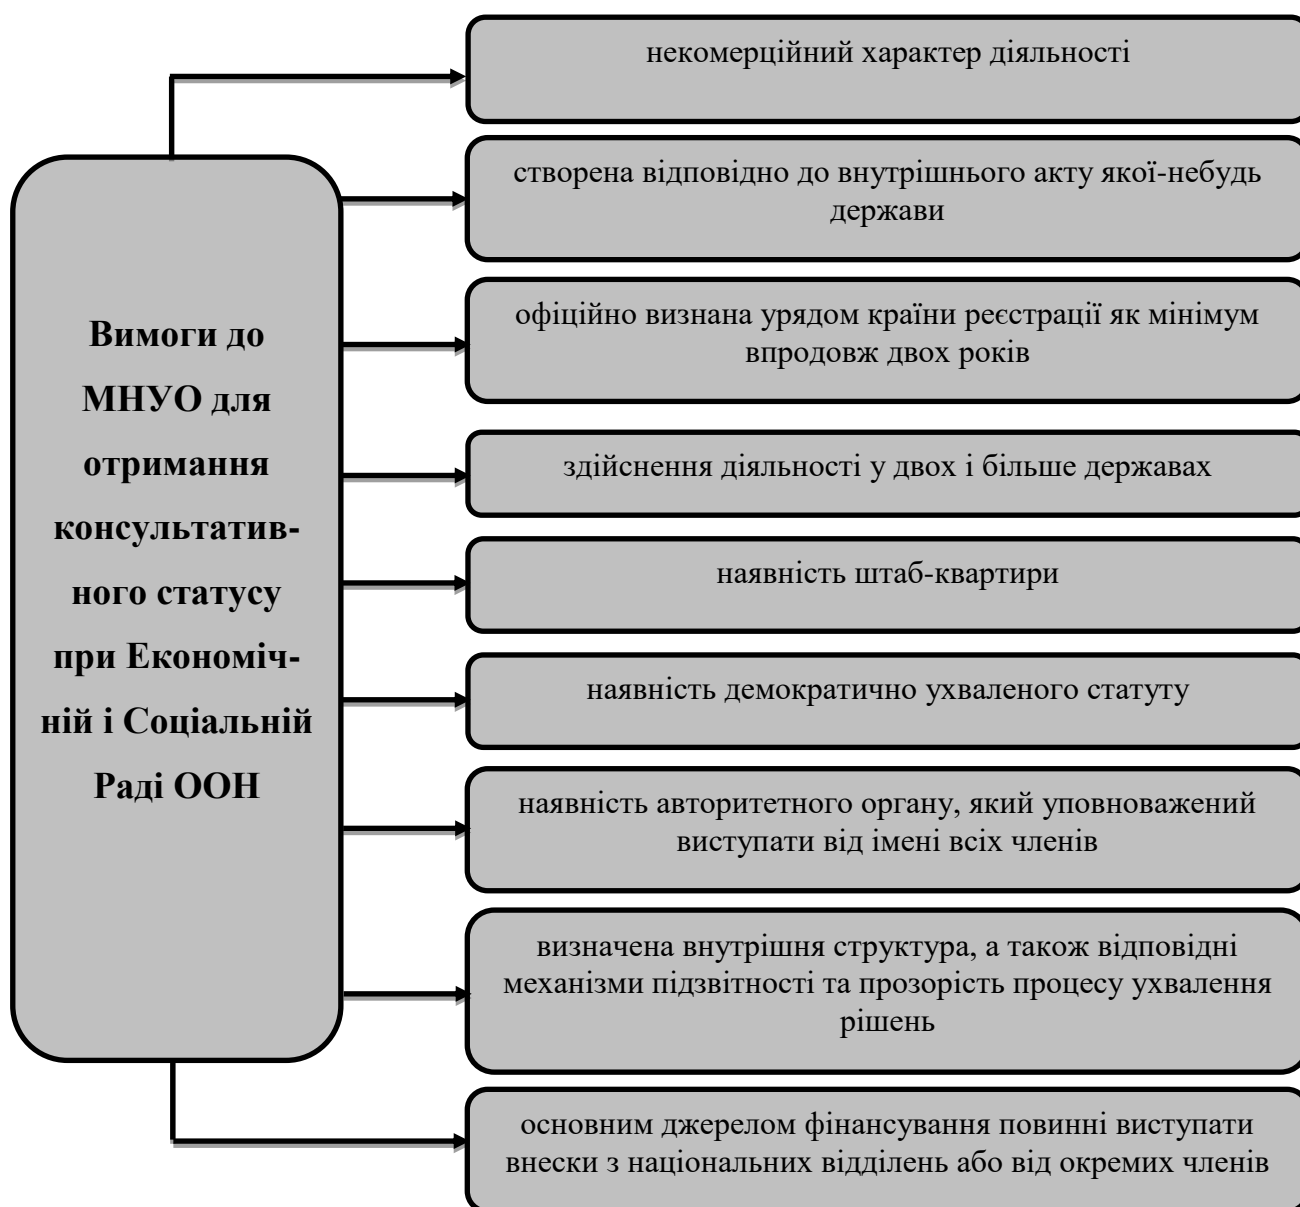 Вимоги до
МНУО для
отримання
консультатив-
ного статусу
при Економіч-
ній і Соціальній
Раді ООН
некомерційний характер діяльності
створена відповідно до внутрішнього акту якої-небудь
держави
офіційно визнана урядом країни реєстрації як мінімум
впродовж двох років
здійснення діяльності у двох і більше державах
наявність штаб-квартири
наявність демократично ухваленого статуту
наявність авторитетного органу, який уповноважений
виступати від імені всіх членів
визначена внутрішня структура, а також відповідні
механізми підзвітності та прозорість процесу ухвалення
рішень
основним джерелом фінансування повинні виступати
внески з національних відділень або від окремих членів